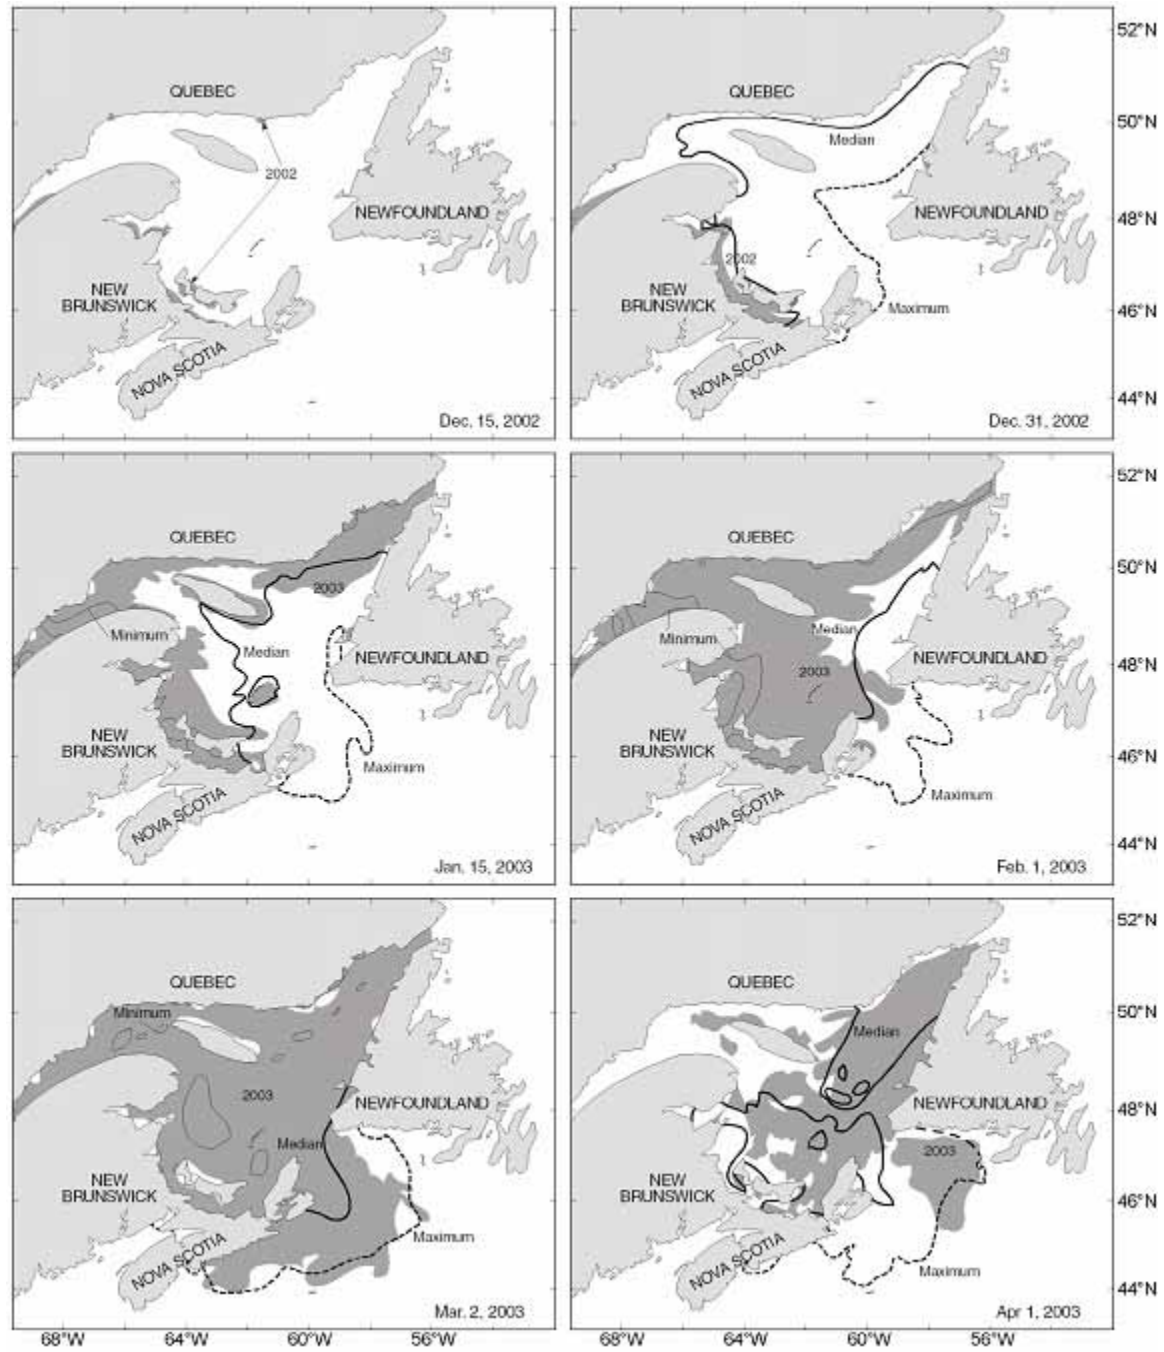 QUEBEC
2002
NEWFOUNDLAND
NEW
BRUNSWICK
NOVA SCOTIA
Dec. 15, 2002
52°N
QUEBEC
50°N
Median
NEWFOUNDLAND
48°N
2002
NEW
BRUNSWICK
Maximum
46°N
NOVA SCOTIA
44°N
Dec. 31, 2002
QUEBEC
2003
Minimum
Median
NEWFOUNDLAND
NEW
BRUNSWICK
Maximum
NOVA SCOTIA
Jan. 15, 2003
52°N
QUEBEC
50°N
Median
Minimum
NEWFOUNDLAND
48°N
2003
NEW
BRUNSWICK
46°N
Maximum
NOVA SCOTIA
44°N
Feb. 1, 2003
QUEBEC
Minimum
2003
NEWFOUNDLAND
Median
NEW
BRUNSWICK
Maximum
NOVA SCOTIA
Mar. 2, 2003
68°W 64°W 60°W 56°W
52°N
QUEBEC
50°N
Median
NEWFOUNDLAND
48°N
2003
NEW
BRUNSWICK
46°N
NOVA SCOTIA
Maximum
44°N
Apr 1, 2003
68°W 64°W 60°W 56°W